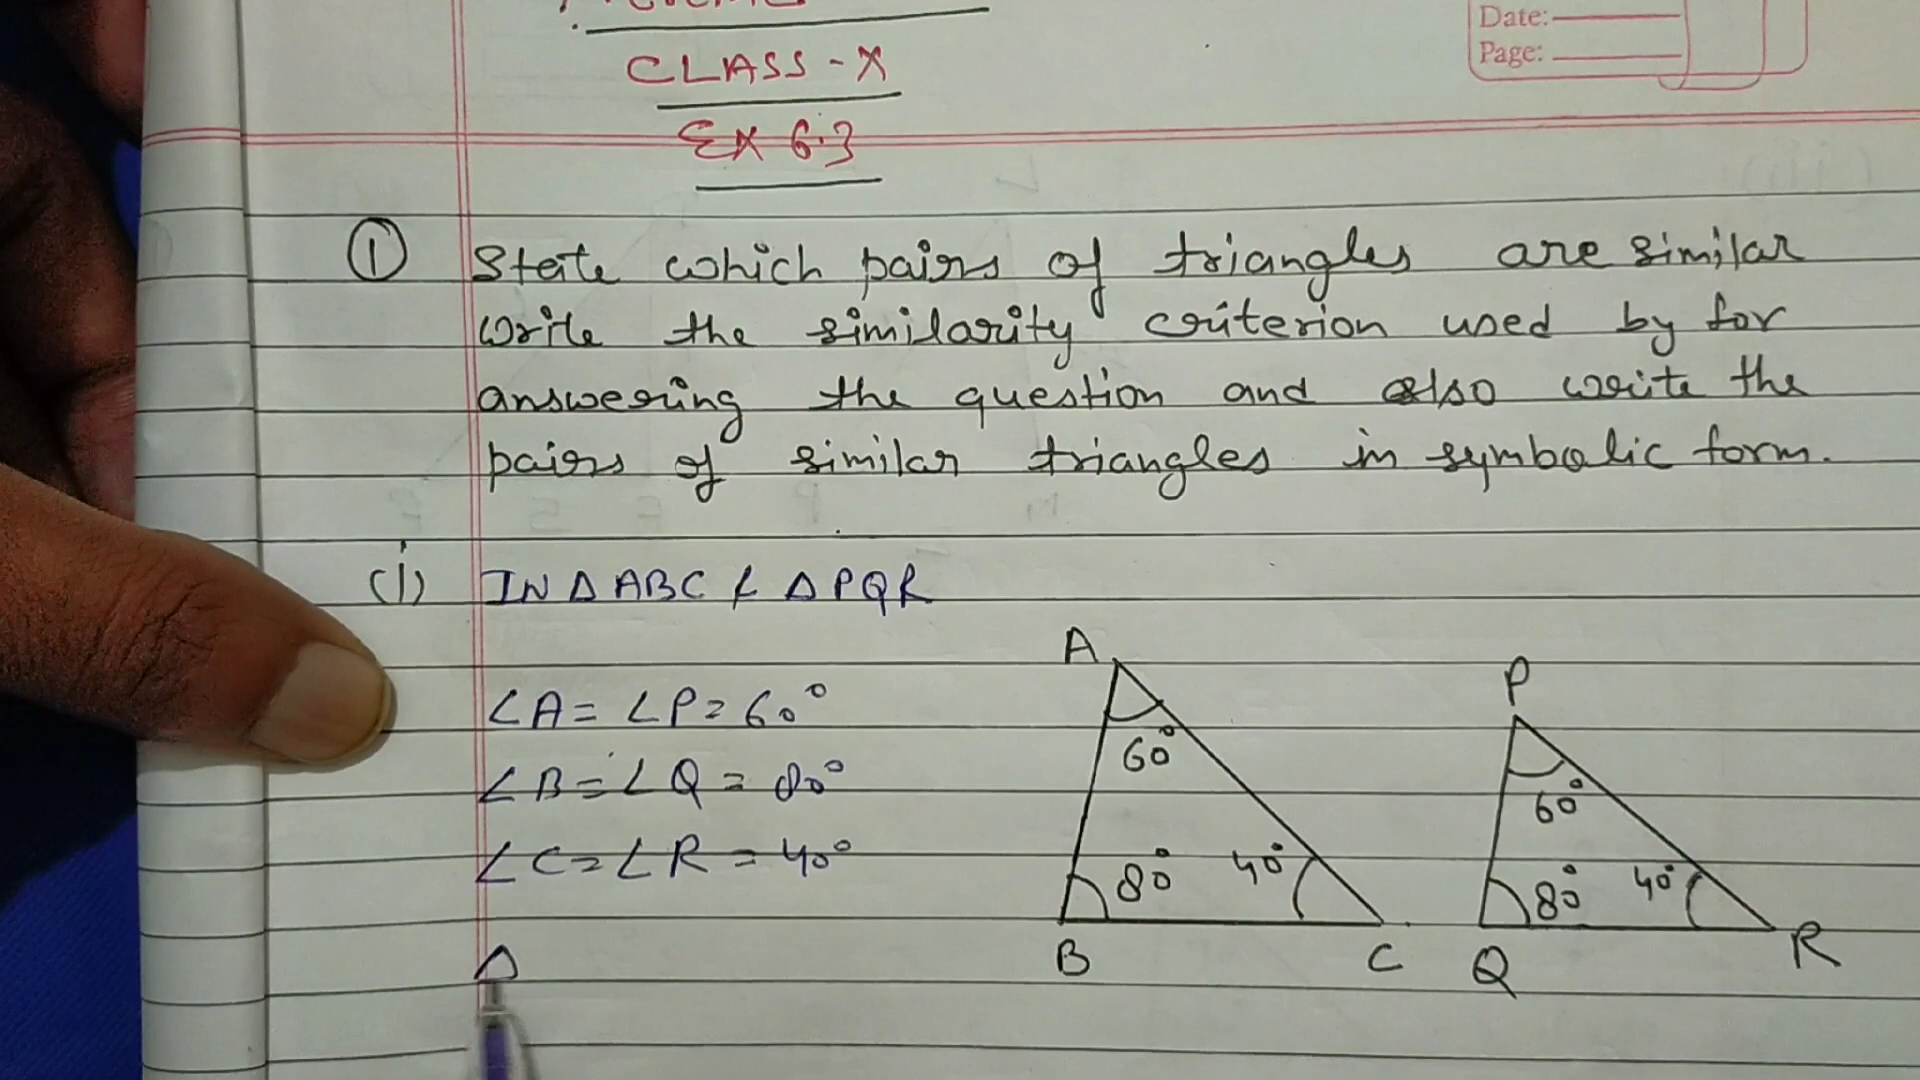 Date:
Page:
CLASS - X
EX 6.3
① State which pairs of triangles are similar
write the similarity criterion used by for
answering the question and also write the
pairs of similar triangles in symbolic form.
(i) IN Δ ABC & Δ PQR
∠A = ∠P = 60°
∠B = ∠Q = 80°
∠C = ∠R = 40°
Δ
A
60°
80° 40°
B C
P
60°
80° 40°
Q R